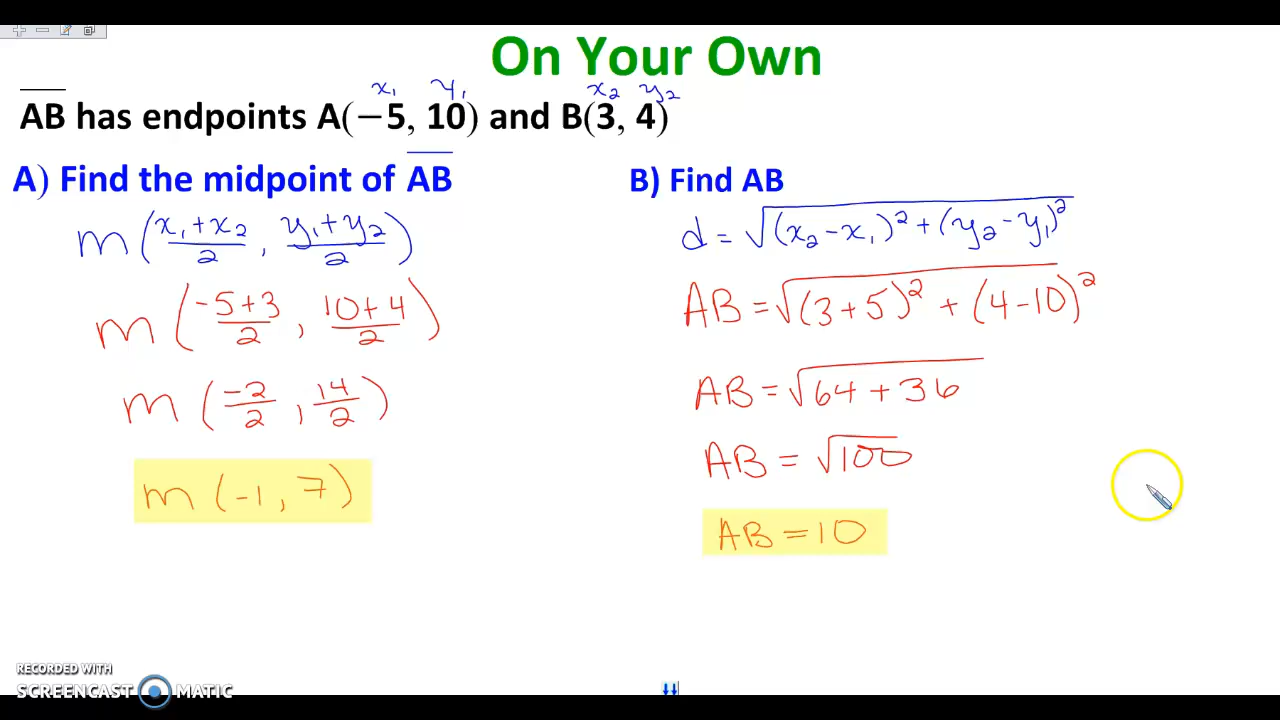 On Your Own
x₁ y₁ x₂ y₂
AB has endpoints A(−5, 10) and B(3, 4)
A) Find the midpoint of AB
m((x₁+x₂)/2, (y₁+y₂)/2)
m((-5+3)/2, (10+4)/2)
m(-2/2, 14/2)
m(-1, 7)
B) Find AB
d = √((x₂-x₁)²+(y₂-y₁)²)
AB = √((3+5)² + (4-10)²)
AB = √(64+36)
AB = √100
AB = 10
RECORDED WITH
SCREENCAST MATIC